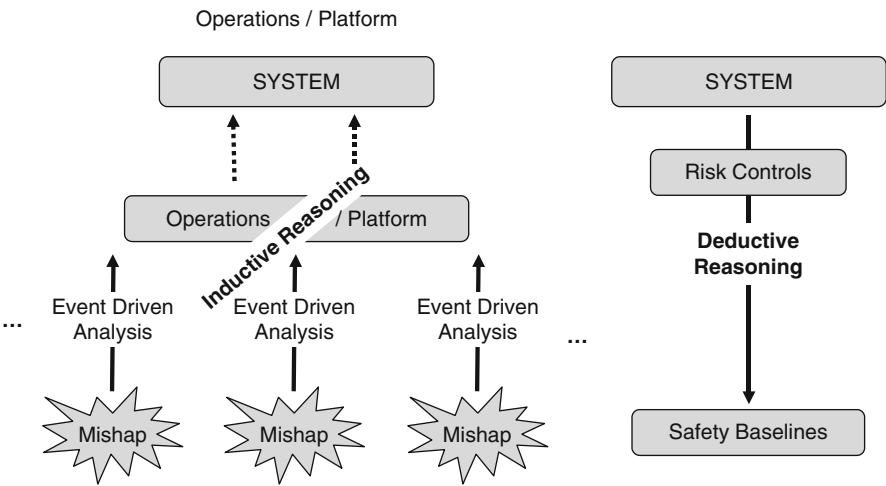 Operations / Platform
SYSTEM
Inductive Reasoning
Operations / Platform
Event Driven
Analysis
Event Driven
Analysis
Event Driven
Analysis
...
...
Mishap
Mishap
Mishap
SYSTEM
Risk Controls
Deductive
Reasoning
Safety Baselines